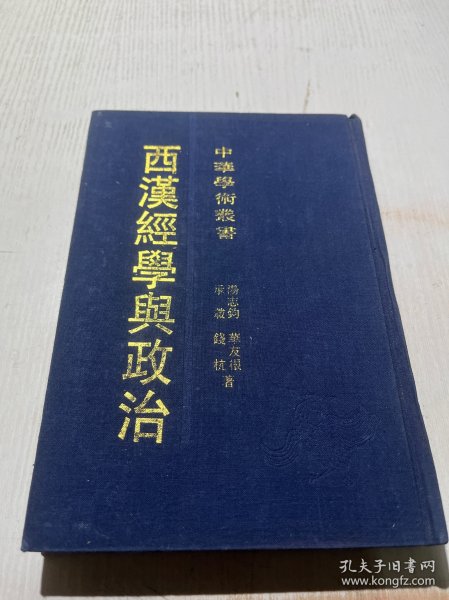 中華學術叢書
西漢經學與政治
湯志鈞 華友根
承載 錢杭 著
孔夫子旧书网
www.kongfz.com